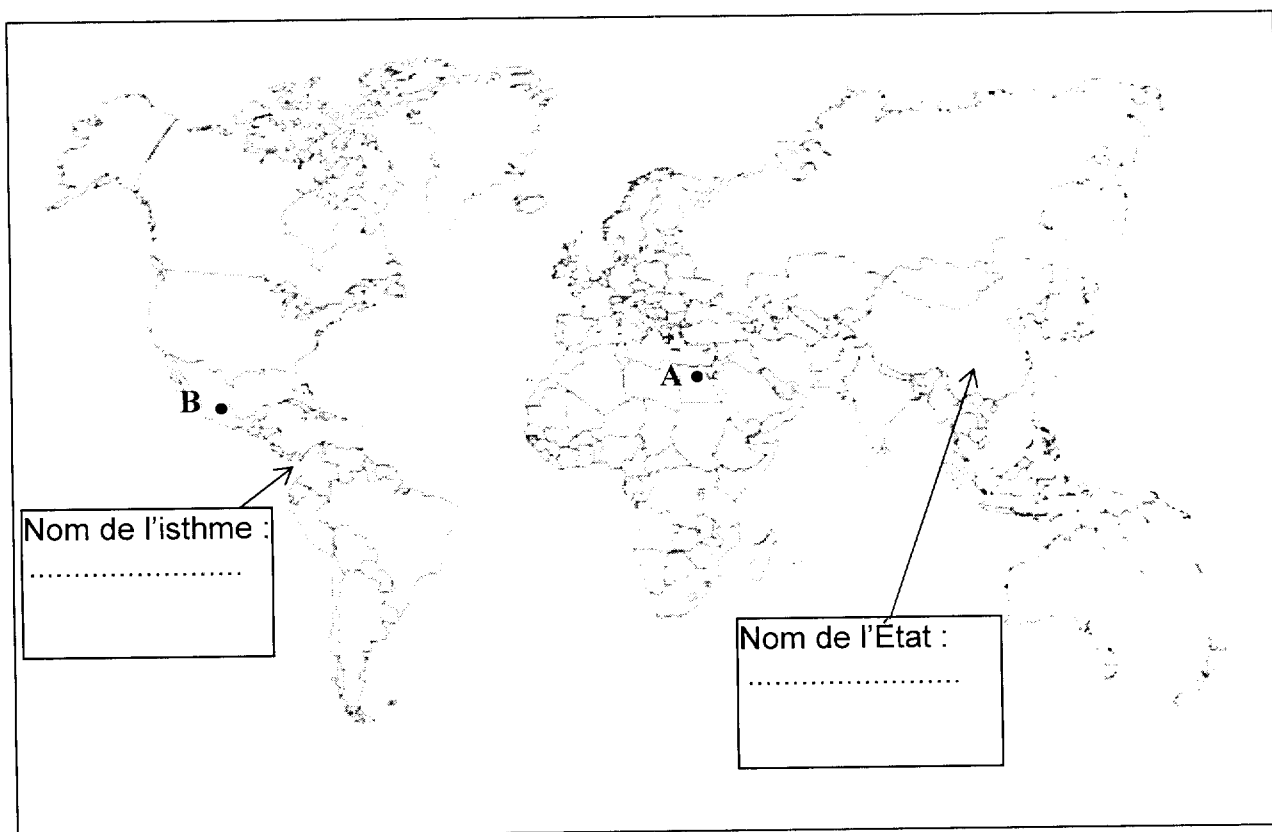 A
B
Nom de l'isthme :
........................
Nom de l'État :
.......................